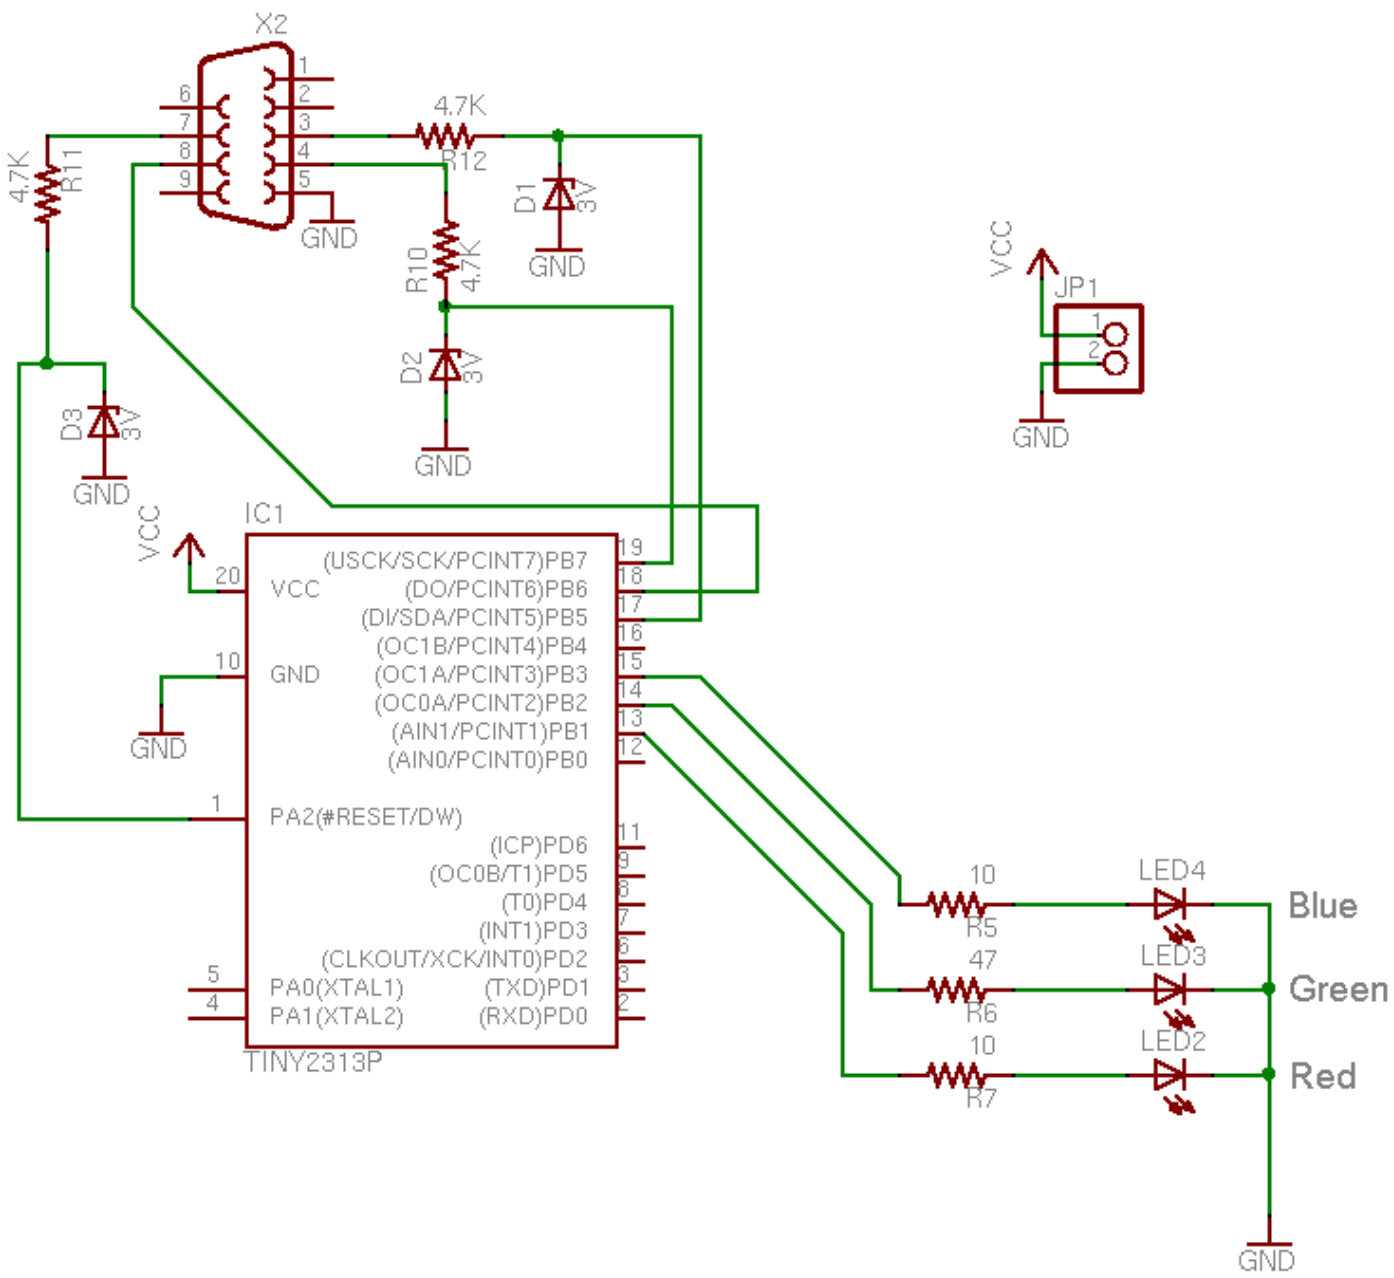 X2
1
6
2
7
3
8
4
9
5
4.7K
R12
4.7K
R11
GND
D1
3V
GND
R10
4.7K
VCC
JP1
1
2
GND
D2
3V
GND
D3
3V
GND
VCC
IC1
20
VCC
(USCK/SCK/PCINT7)PB7
19
(DO/PCINT6)PB6
18
(DI/SDA/PCINT5)PB5
17
(OC1B/PCINT4)PB4
16
10
GND
(OC1A/PCINT3)PB3
15
(OC0A/PCINT2)PB2
14
(AIN1/PCINT1)PB1
13
(AIN0/PCINT0)PB0
12
GND
1
PA2(#RESET/DW)
(ICP)PD6
11
(OC0B/T1)PD5
9
(T0)PD4
8
(INT1)PD3
7
(CLKOUT/XCK/INT0)PD2
6
5
PA0(XTAL1)
(TXD)PD1
3
4
PA1(XTAL2)
(RXD)PD0
2
TINY2313P
10
R5
LED4
Blue
47
R6
LED3
Green
10
R7
LED2
Red
GND